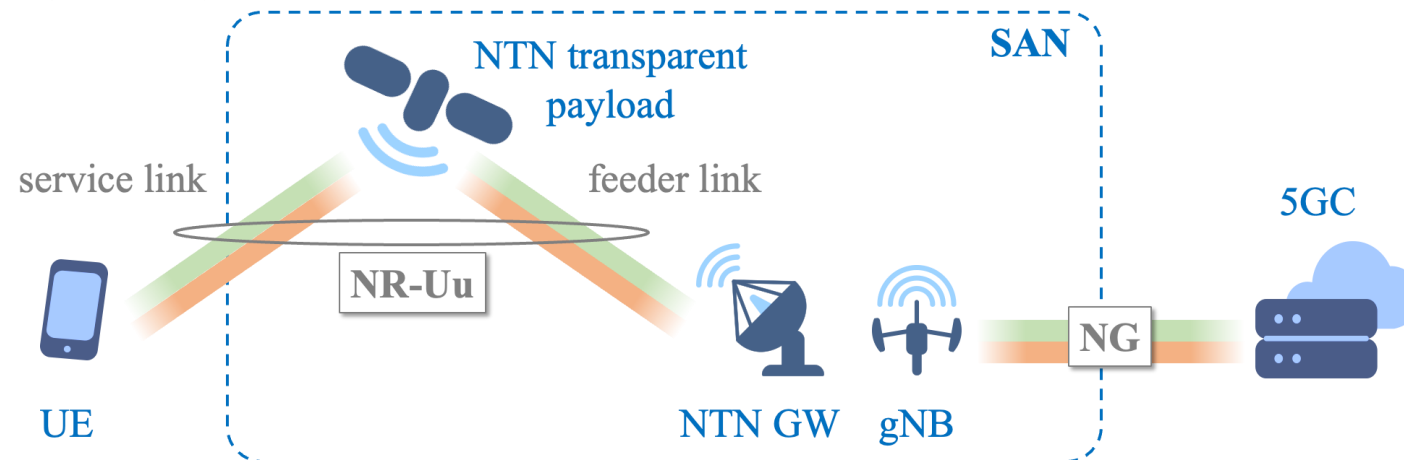 SAN
NTN transparent
payload
service link
feeder link
5GC
NR-Uu
NG
UE
NTN GW
gNB